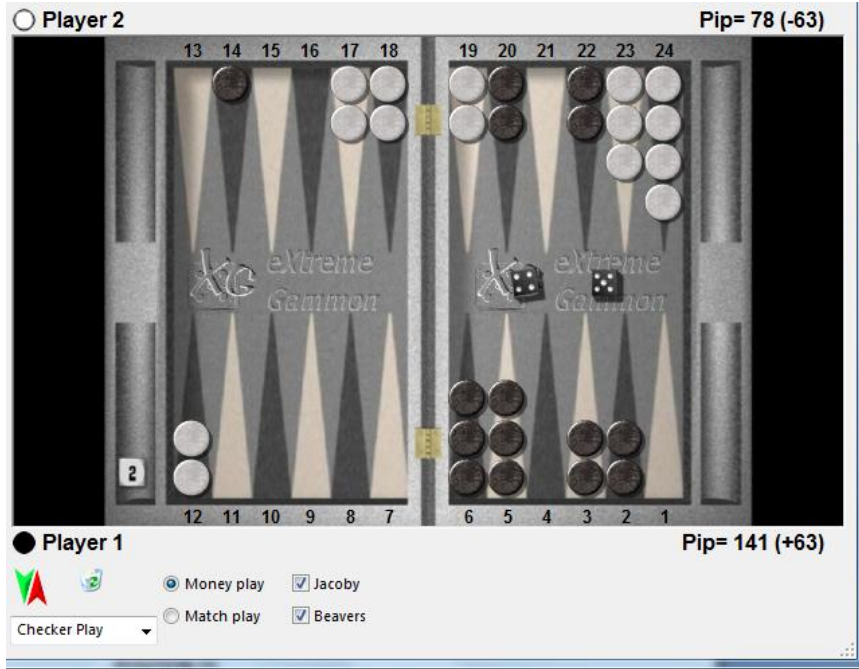 Player 2 Pip= 78 (-63)
13 14 15 16 17 18 19 20 21 22 23 24
XG eXtreme Gammon XG eXtreme Gammon
2
12 11 10 9 8 7 6 5 4 3 2 1
Player 1 Pip= 141 (+63)
Money play Jacoby
Match play Beavers
Checker Play